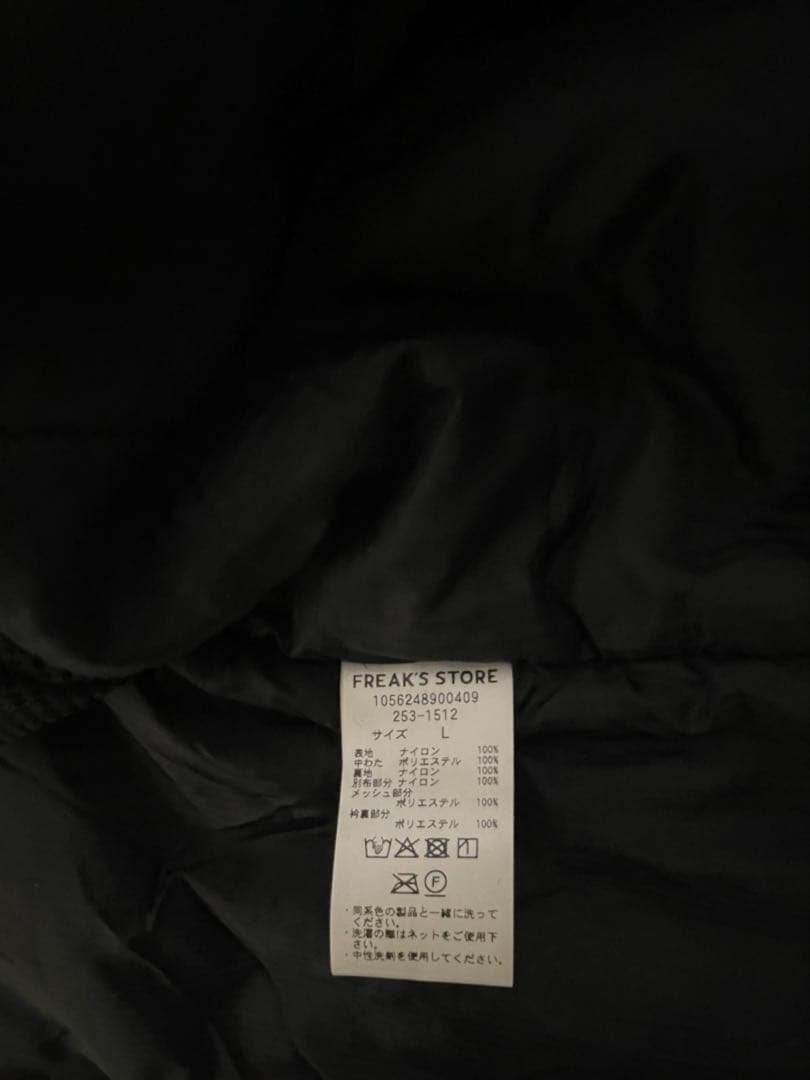 FREAK'S STORE
1056248900409
253-1512
サイズ L
表地 ナイロン 100%
中わた ポリエステル 100%
裏地 ナイロン 100%
別布部分 ナイロン 100%
メッシュ部分
ポリエステル 100%
衿裏部分
ポリエステル 100%
F
・同系色の製品と一緒に洗って
ください。
・洗濯の際はネットをご使用下
さい。
・中性洗剤を使用してください。